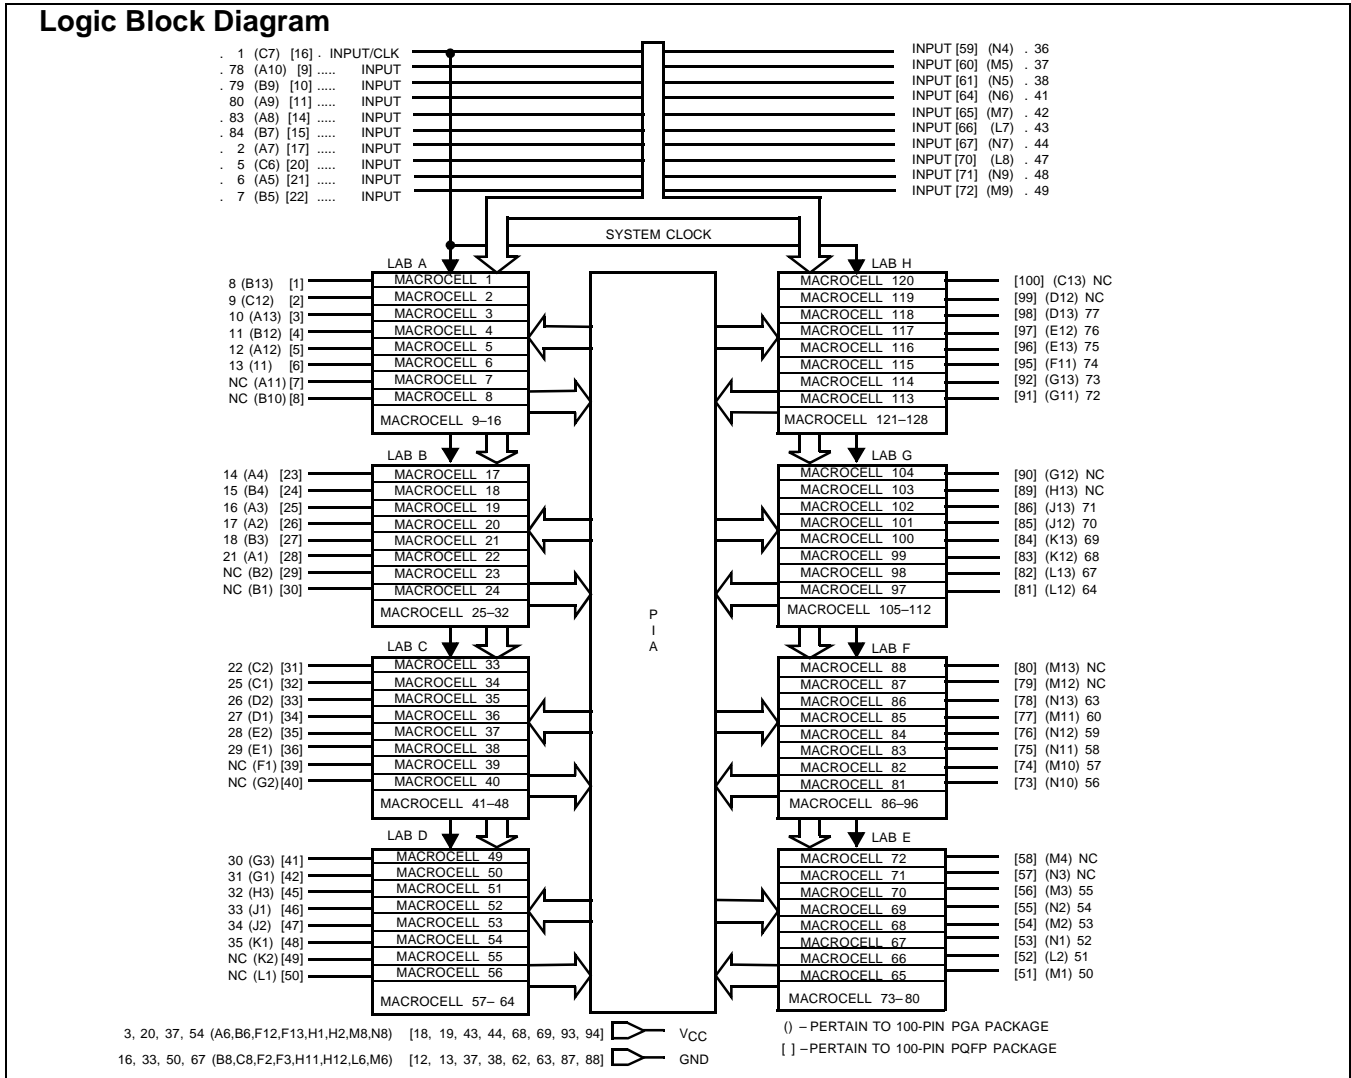 Logic Block Diagram
. 1 (C7) [16] . INPUT/CLK
. 78 (A10) [9] ..... INPUT
. 79 (B9) [10] ..... INPUT
80 (A9) [11] ..... INPUT
. 83 (A8) [14] ..... INPUT
. 84 (B7) [15] ..... INPUT
. 2 (A7) [17] ..... INPUT
. 5 (C6) [20] ..... INPUT
. 6 (A5) [21] ..... INPUT
. 7 (B5) [22] ..... INPUT
INPUT [59] (N4) . 36
INPUT [60] (M5) . 37
INPUT [61] (N5) . 38
INPUT [64] (N6) . 41
INPUT [65] (M7) . 42
INPUT [66] (L7) . 43
INPUT [67] (N7) . 44
INPUT [70] (L8) . 47
INPUT [71] (N9) . 48
INPUT [72] (M9) . 49
SYSTEM CLOCK
LAB A
8 (B13) [1]
9 (C12) [2]
10 (A13) [3]
11 (B12) [4]
12 (A12) [5]
13 (11) [6]
NC (A11) [7]
NC (B10) [8]
MACROCELL 1
MACROCELL 2
MACROCELL 3
MACROCELL 4
MACROCELL 5
MACROCELL 6
MACROCELL 7
MACROCELL 8
MACROCELL 9–16
LAB H
MACROCELL 120
MACROCELL 119
MACROCELL 118
MACROCELL 117
MACROCELL 116
MACROCELL 115
MACROCELL 114
MACROCELL 113
MACROCELL 121–128
[100] (C13) NC
[99] (D12) NC
[98] (D13) 77
[97] (E12) 76
[96] (E13) 75
[95] (F11) 74
[92] (G13) 73
[91] (G11) 72
LAB B
14 (A4) [23]
15 (B4) [24]
16 (A3) [25]
17 (A2) [26]
18 (B3) [27]
21 (A1) [28]
NC (B2) [29]
NC (B1) [30]
MACROCELL 17
MACROCELL 18
MACROCELL 19
MACROCELL 20
MACROCELL 21
MACROCELL 22
MACROCELL 23
MACROCELL 24
MACROCELL 25–32
LAB G
MACROCELL 104
MACROCELL 103
MACROCELL 102
MACROCELL 101
MACROCELL 100
MACROCELL 99
MACROCELL 98
MACROCELL 97
MACROCELL 105–112
[90] (G12) NC
[89] (H13) NC
[86] (J13) 71
[85] (J12) 70
[84] (K13) 69
[83] (K12) 68
[82] (L13) 67
[81] (L12) 64
P
I
A
LAB C
22 (C2) [31]
25 (C1) [32]
26 (D2) [33]
27 (D1) [34]
28 (E2) [35]
29 (E1) [36]
NC (F1) [39]
NC (G2) [40]
MACROCELL 33
MACROCELL 34
MACROCELL 35
MACROCELL 36
MACROCELL 37
MACROCELL 38
MACROCELL 39
MACROCELL 40
MACROCELL 41–48
LAB F
MACROCELL 88
MACROCELL 87
MACROCELL 86
MACROCELL 85
MACROCELL 84
MACROCELL 83
MACROCELL 82
MACROCELL 81
MACROCELL 86–96
[80] (M13) NC
[79] (M12) NC
[78] (N13) 63
[77] (M11) 60
[76] (N12) 59
[75] (N11) 58
[74] (M10) 57
[73] (N10) 56
LAB D
30 (G3) [41]
31 (G1) [42]
32 (H3) [45]
33 (J1) [46]
34 (J2) [47]
35 (K1) [48]
NC (K2) [49]
NC (L1) [50]
MACROCELL 49
MACROCELL 50
MACROCELL 51
MACROCELL 52
MACROCELL 53
MACROCELL 54
MACROCELL 55
MACROCELL 56
MACROCELL 57– 64
LAB E
MACROCELL 72
MACROCELL 71
MACROCELL 70
MACROCELL 69
MACROCELL 68
MACROCELL 67
MACROCELL 66
MACROCELL 65
MACROCELL 73–80
[58] (M4) NC
[57] (N3) NC
[56] (M3) 55
[55] (N2) 54
[54] (M2) 53
[53] (N1) 52
[52] (L2) 51
[51] (M1) 50
3, 20, 37, 54 (A6,B6,F12,F13,H1,H2,M8,N8) [18, 19, 43, 44, 68, 69, 93, 94] VCC
16, 33, 50, 67 (B8,C8,F2,F3,H11,H12,L6,M6) [12, 13, 37, 38, 62, 63, 87, 88] GND
() – PERTAIN TO 100-PIN PGA PACKAGE
[ ] –PERTAIN TO 100-PIN PQFP PACKAGE